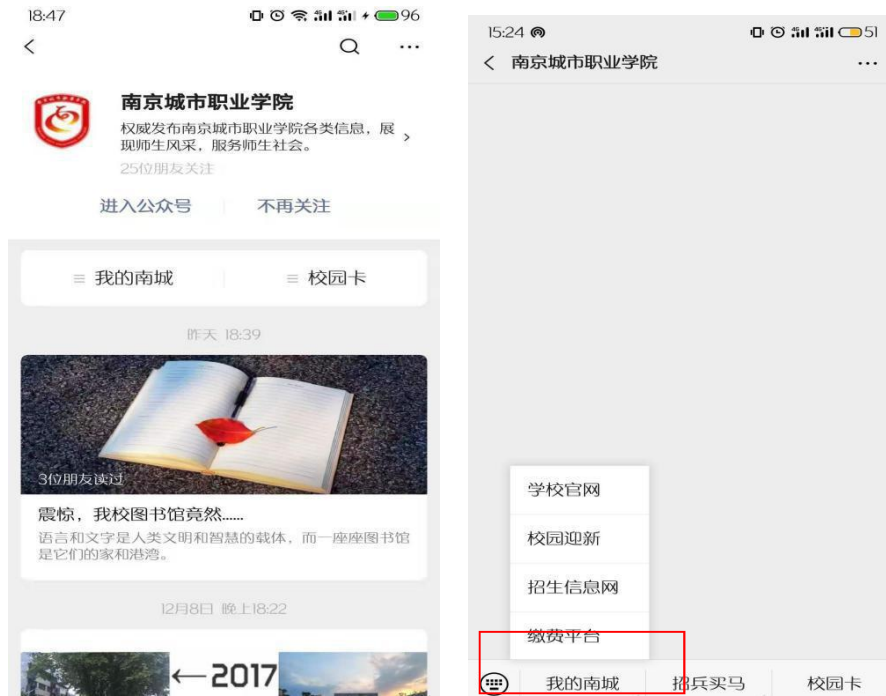 18:47
96
南京城市职业学院
权威发布南京城市职业学院各类信息，展
现师生风采，服务师生社会。
25位朋友关注
进入公众号
不再关注
我的南城
校园卡
昨天 18:39
3位朋友读过
震惊，我校图书馆竟然......
语言和文字是人类文明和智慧的载体，而一座座图书馆
是它们的家和港湾。
12月8日 晚上18:22
←2017
15:24
51
南京城市职业学院
学校官网
校园迎新
招生信息网
缴费平台
我的南城
招兵买马
校园卡